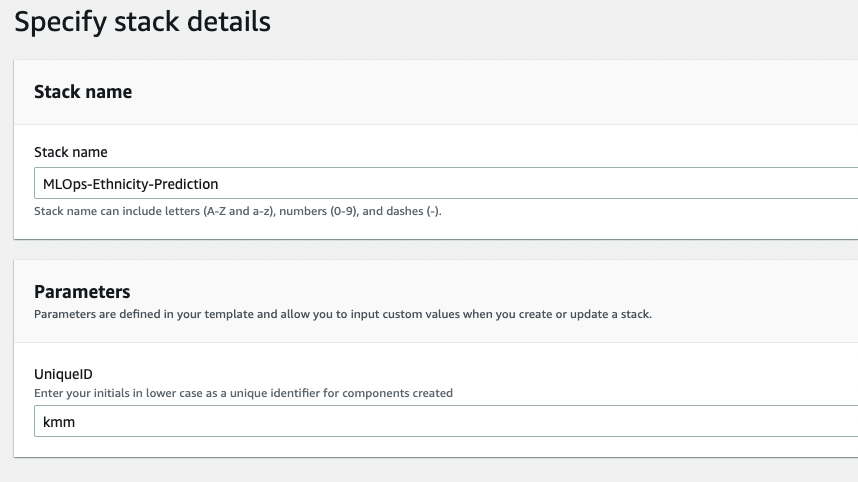 Specify stack details
Stack name
Stack name
MLOps-Ethnicity-Prediction
Stack name can include letters (A-Z and a-z), numbers (0-9), and dashes (-).
Parameters
Parameters are defined in your template and allow you to input custom values when you create or update a stack.
UniqueID
Enter your initials in lower case as a unique identifier for components created
kmm